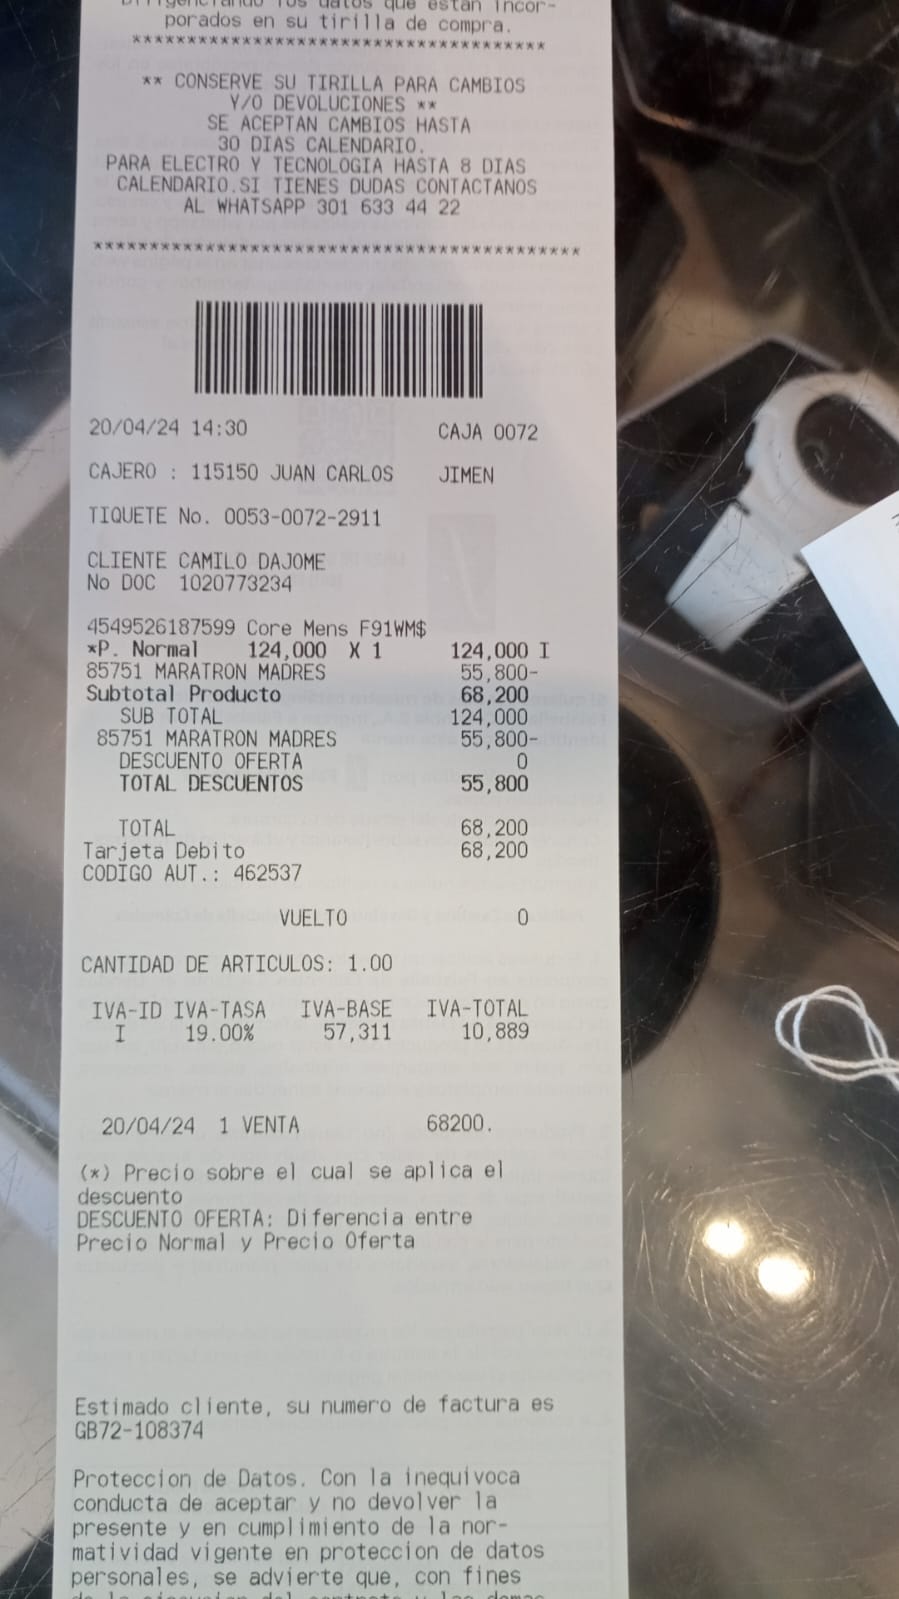 Diligenciando los datos que estan incor-
porados en su tirilla de compra.
****************************************
** CONSERVE SU TIRILLA PARA CAMBIOS
Y/O DEVOLUCIONES **
SE ACEPTAN CAMBIOS HASTA
30 DIAS CALENDARIO.
PARA ELECTRO Y TECNOLOGIA HASTA 8 DIAS
CALENDARIO.SI TIENES DUDAS CONTACTANOS
AL WHATSAPP 301 633 44 22
********************************************
20/04/24 14:30 CAJA 0072
CAJERO : 115150 JUAN CARLOS JIMEN
TIQUETE No. 0053-0072-2911
CLIENTE CAMILO DAJOME
No DOC 1020773234
4549526187599 Core Mens F91WM$
*P. Normal 124,000 X 1 124,000 I
85751 MARATRON MADRES 55,800-
Subtotal Producto 68,200
SUB TOTAL 124,000
85751 MARATRON MADRES 55,800-
DESCUENTO OFERTA 0
TOTAL DESCUENTOS 55,800
TOTAL 68,200
Tarjeta Debito 68,200
CODIGO AUT.: 462537
VUELTO 0
CANTIDAD DE ARTICULOS: 1.00
IVA-ID IVA-TASA IVA-BASE IVA-TOTAL
I 19.00% 57,311 10,889
20/04/24 1 VENTA 68200.
(*) Precio sobre el cual se aplica el
descuento
DESCUENTO OFERTA: Diferencia entre
Precio Normal y Precio Oferta
Estimado cliente, su numero de factura es
GB72-108374
Proteccion de Datos. Con la inequivoca
conducta de aceptar y no devolver la
presente y en cumplimiento de la nor-
matividad vigente en proteccion de datos
personales, se advierte que, con fines